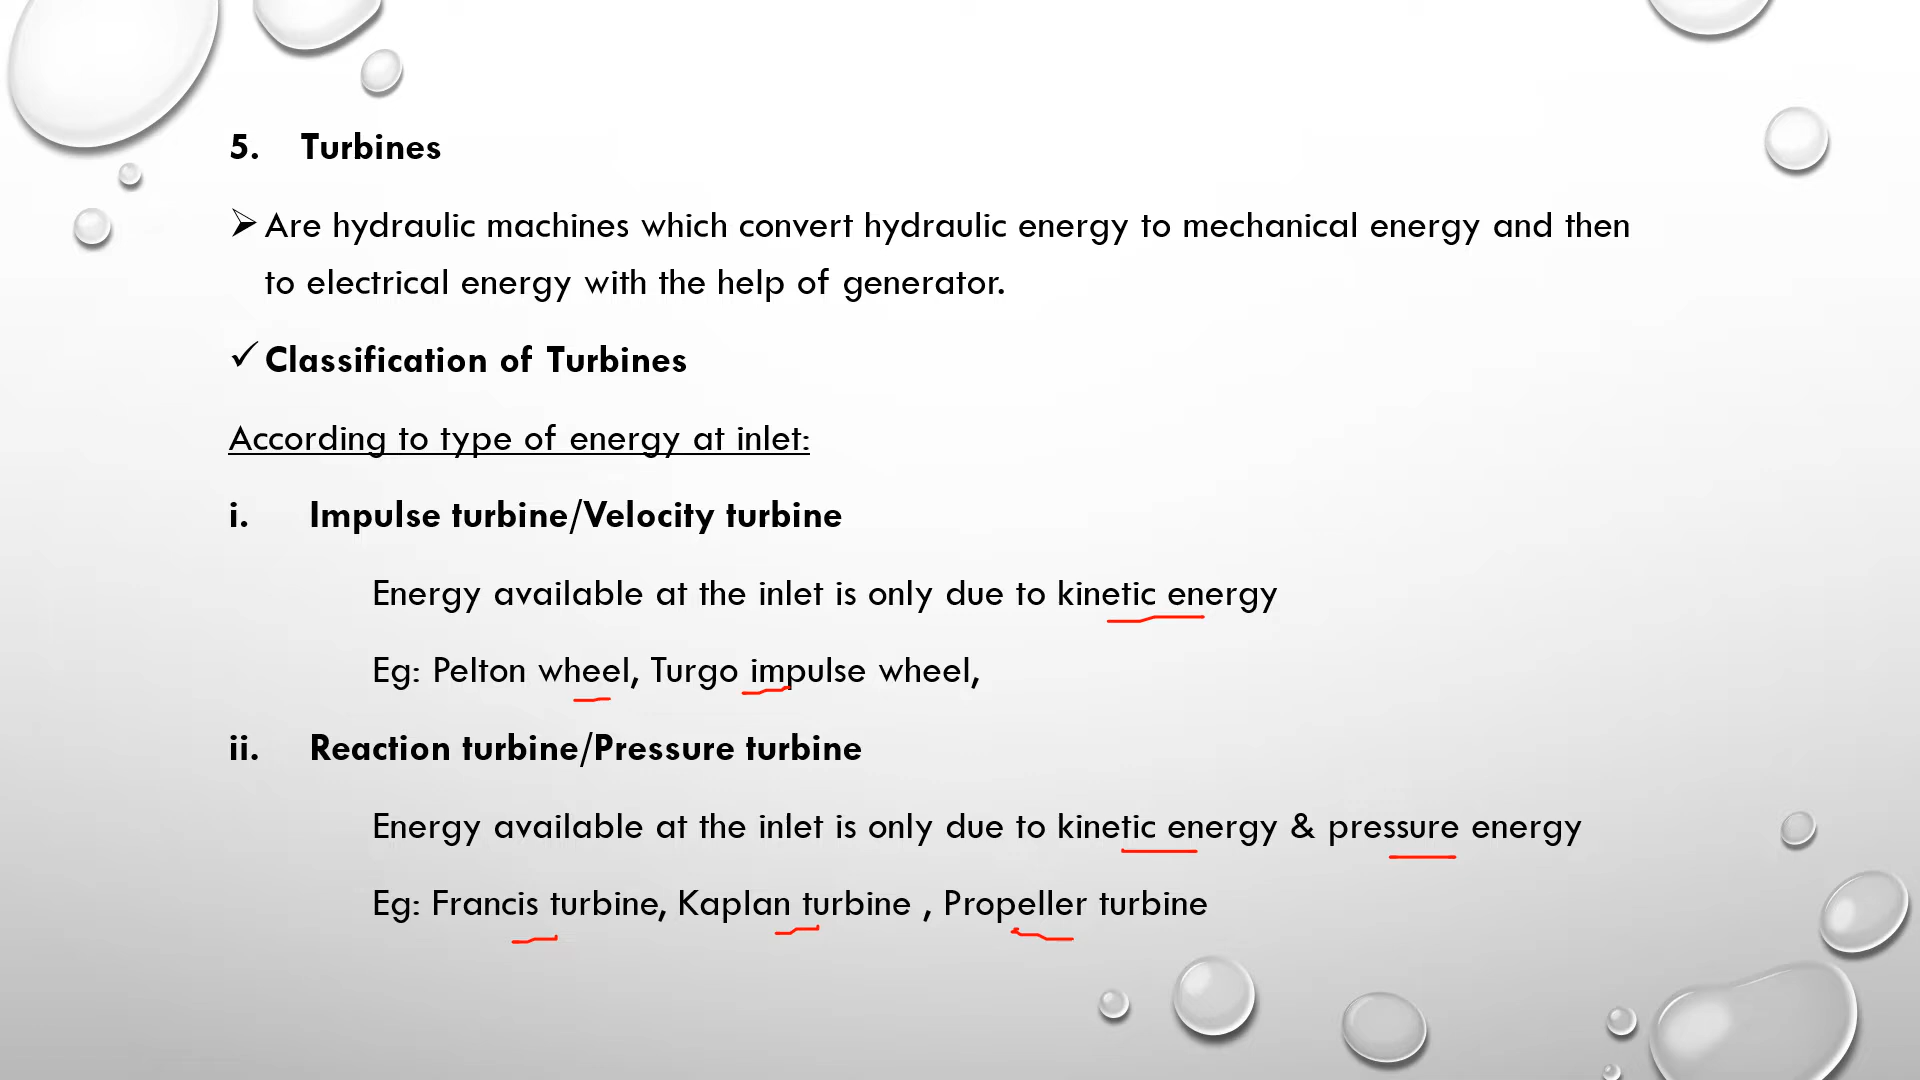 5. Turbines
➢ Are hydraulic machines which convert hydraulic energy to mechanical energy and then
to electrical energy with the help of generator.
✓ Classification of Turbines
According to type of energy at inlet:
i. Impulse turbine/Velocity turbine
Energy available at the inlet is only due to kinetic energy
Eg: Pelton wheel, Turgo impulse wheel,
ii. Reaction turbine/Pressure turbine
Energy available at the inlet is only due to kinetic energy & pressure energy
Eg: Francis turbine, Kaplan turbine , Propeller turbine